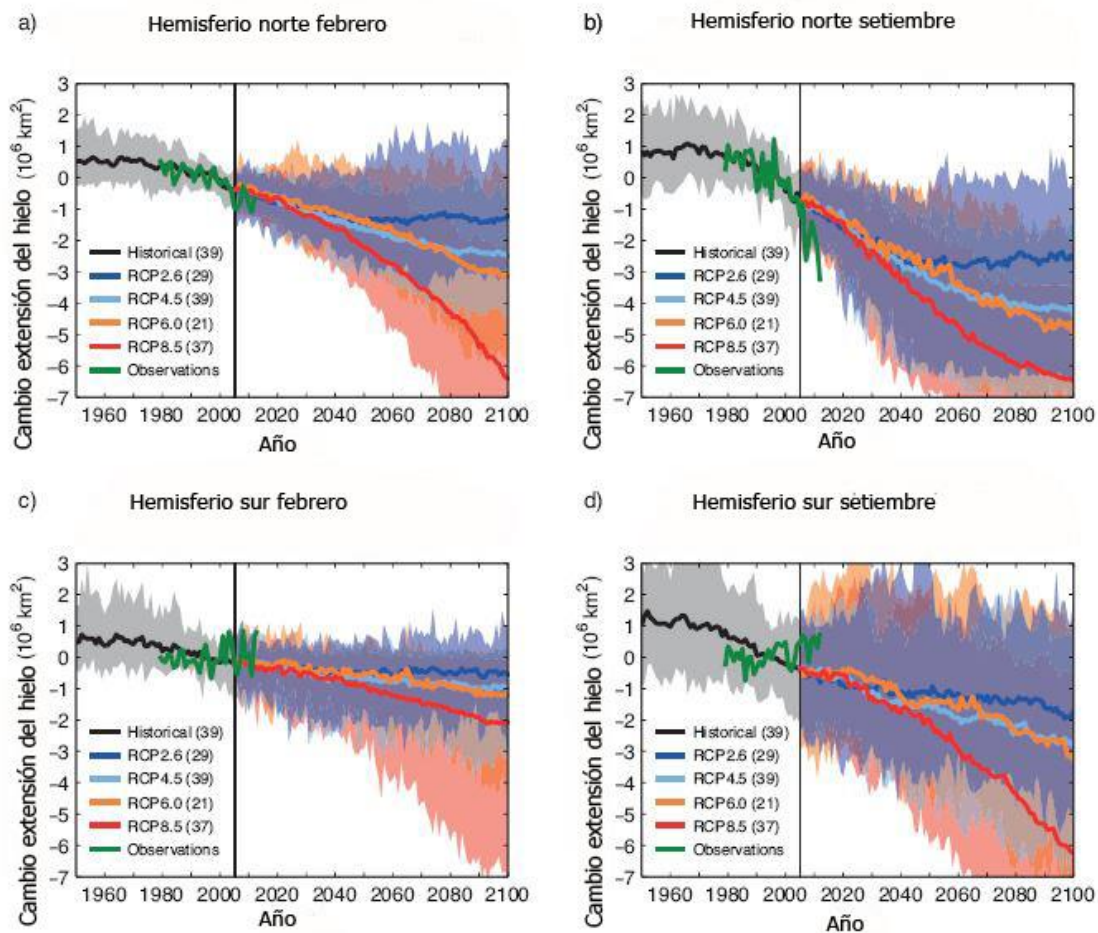 a) Hemisferio norte febrero
Cambio extensión del hielo (10⁶ km²)
3
2
1
0
−1
−2
−3
−4
−5
−6
−7
Historical (39)
RCP2.6 (29)
RCP4.5 (39)
RCP6.0 (21)
RCP8.5 (37)
Observations
1960 1980 2000 2020 2040 2060 2080 2100
Año
b) Hemisferio norte setiembre
Cambio extensión del hielo (10⁶ km²)
3
2
1
0
−1
−2
−3
−4
−5
−6
−7
Historical (39)
RCP2.6 (29)
RCP4.5 (39)
RCP6.0 (21)
RCP8.5 (37)
Observations
1960 1980 2000 2020 2040 2060 2080 2100
Año
c) Hemisferio sur febrero
Cambio extensión del hielo (10⁶ km²)
3
2
1
0
−1
−2
−3
−4
−5
−6
−7
Historical (39)
RCP2.6 (29)
RCP4.5 (39)
RCP6.0 (21)
RCP8.5 (37)
Observations
1960 1980 2000 2020 2040 2060 2080 2100
Año
d) Hemisferio sur setiembre
Cambio extensión del hielo (10⁶ km²)
3
2
1
0
−1
−2
−3
−4
−5
−6
−7
Historical (39)
RCP2.6 (29)
RCP4.5 (39)
RCP6.0 (21)
RCP8.5 (37)
Observations
1960 1980 2000 2020 2040 2060 2080 2100
Año